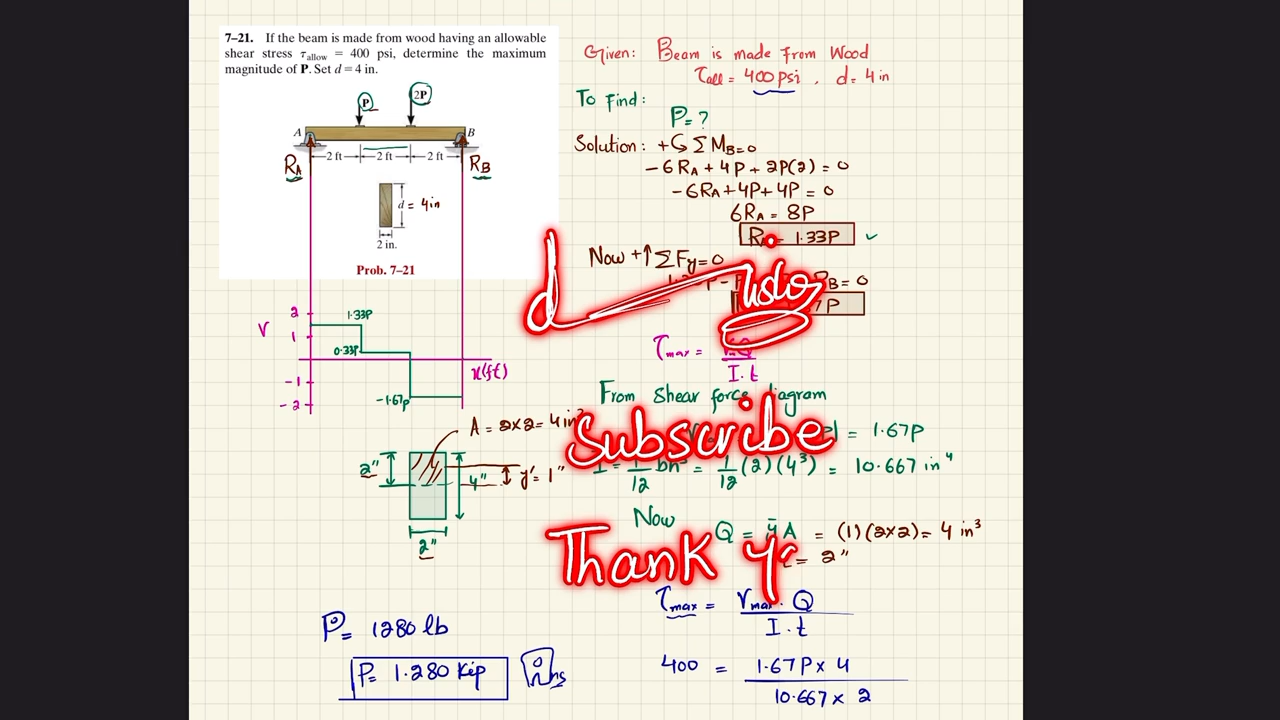 7–21. If the beam is made from wood having an allowable
shear stress τallow = 400 psi, determine the maximum
magnitude of P. Set d = 4 in.
P
2P
A
B
2 ft
2 ft
2 ft
RA
RB
d = 4in
2 in.
Prob. 7–21
Given: Beam is made from Wood
τall = 400 psi, d = 4 in
To Find:
P = ?
Solution: +↺ ΣMB=0
-6RA + 4P + 2P(2) = 0
-6RA + 4P + 4P = 0
6RA = 8P
= 1.33P ✓
Now +↑ ΣFy=0
B = 0
7P
V
2
1
-1
-2
1.33P
0.33P
-1.67P
x(ft)
τmax =
I.t
From Shear force diagram
= 1.67P
I = 1/12 bh³ = 1/12 (2)(4³) = 10.667 in⁴
A = 2x2 = 4 in²
2"
4"
y' = 1"
2"
Now
Q = ȳA = (1)(2x2) = 4 in³
= 2"
Subscribe
Thank
τmax = Vmax . Q / I.t
400 = 1.67P x 4 / 10.667 x 2
P = 1280 lb
P = 1.280 Kip